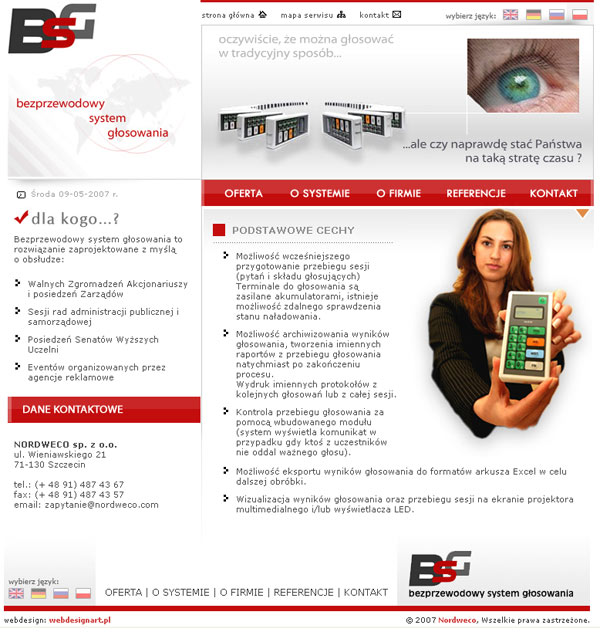 BSG
strona główna
mapa serwisu
kontakt
wybierz język:
bezprzewodowy
system
głosowania
oczywiście, że można głosować
w tradycyjny sposób...
...ale czy naprawdę stać Państwa
na taką stratę czasu ?
Środa 09-05-2007 r.
OFERTA
O SYSTEMIE
O FIRMIE
REFERENCJE
KONTAKT
dla kogo...?
Bezprzewodowy system głosowania to
rozwiązanie zaprojektowane z myślą
o obsłudze:
Walnych Zgromadzeń Akcjonariuszy
i posiedzeń Zarządów
Sesji rad administracji publicznej i
samorządowej
Posiedzeń Senatów Wyższych
Uczelni
Eventów organizowanych przez
agencje reklamowe
DANE KONTAKTOWE
NORDWECO sp. z o.o.
ul. Wieniawskiego 21
71-130 Szczecin
tel.: (+ 48 91) 487 43 67
fax: (+ 48 91) 487 43 57
email: zapytanie@nordweco.com
PODSTAWOWE CECHY
Możliwość wcześniejszego
przygotowanie przebiegu sesji
(pytań i składu głosujących)
Terminale do głosowania są
zasilane akumulatorami, istnieje
możliwość zdalnego sprawdzenia
stanu naładowania.
Możliwość archiwizowania wyników
głosowania, tworzenia imiennych
raportów z przebiegu głosowania
natychmiast po zakończeniu
procesu.
Wydruk imiennych protokołów z
kolejnych głosowań lub z całej sesji.
Kontrola przebiegu głosowania za
pomocą wbudowanego modułu
(system wyświetla komunikat w
przypadku gdy ktoś z uczestników
nie oddał ważnego głosu).
Możliwość eksportu wyników głosowania do formatów arkusza Excel w celu
dalszej obróbki.
Wizualizacja wyników głosowania oraz przebiegu sesji na ekranie projektora
multimedialnego i/lub wyświetlacza LED.
wybierz język:
OFERTA | O SYSTEMIE | O FIRMIE | REFERENCJE | KONTAKT
BSG
bezprzewodowy system głosowania
webdesign: webdesignart.pl
© 2007 Nordweco, Wszelkie prawa zastrzeżone.